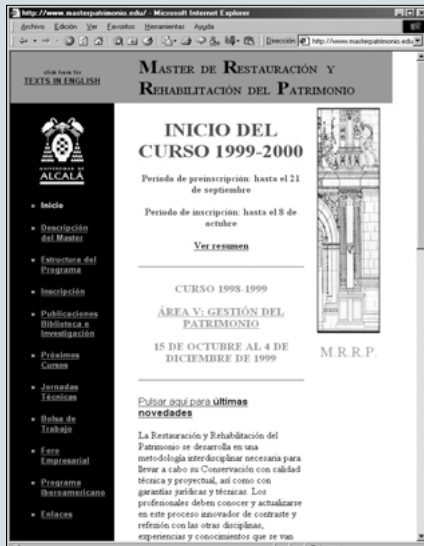 http://www.masterpatrimonio.edu/ - Microsoft Internet Explorer
Archivo Edición Ver Favoritos Herramientas Ayuda
Dirección http://www.masterpatrimonio.edu
click here for
TEXTS IN ENGLISH
MASTER DE RESTAURACIÓN Y
REHABILITACIÓN DEL PATRIMONIO
UNIVERSIDAD DE
ALCALÁ
Inicio
Descripción
del Master
Estructura del
Programa
Inscripción
Publicaciones
Biblioteca e
Investigación
Próximos
Cursos
Jornadas
Técnicas
Bolsa de
Trabajo
Foro
Empresarial
Programa
Iberoamericano
Enlaces
INICIO DEL
CURSO 1999-2000
Periodo de preinscripción: hasta el 21
de septiembre
Periodo de inscripción: hasta el 8 de
octubre
Ver resumen
CURSO 1998-1999
ÁREA V: GESTIÓN DEL
PATRIMONIO
15 DE OCTUBRE AL 4 DE
DICIEMBRE DE 1999
Pulsar aquí para últimas
novedades
La Restauración y Rehabilitación del
Patrimonio se desarrolla en una
metodología interdisciplinar necesaria para
llevar a cabo su Conservación con calidad
técnica y proyectual, así como con
garantías jurídicas y técnicas. Los
profesionales deben conocer y actualizarse
en este proceso innovador de contraste y
refexión con las otras disciplinas,
experiencias y conocimientos que se van
M.R.R.P.